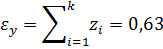 ε_y = ∑_{i=1}^{k} z_i = 0,63